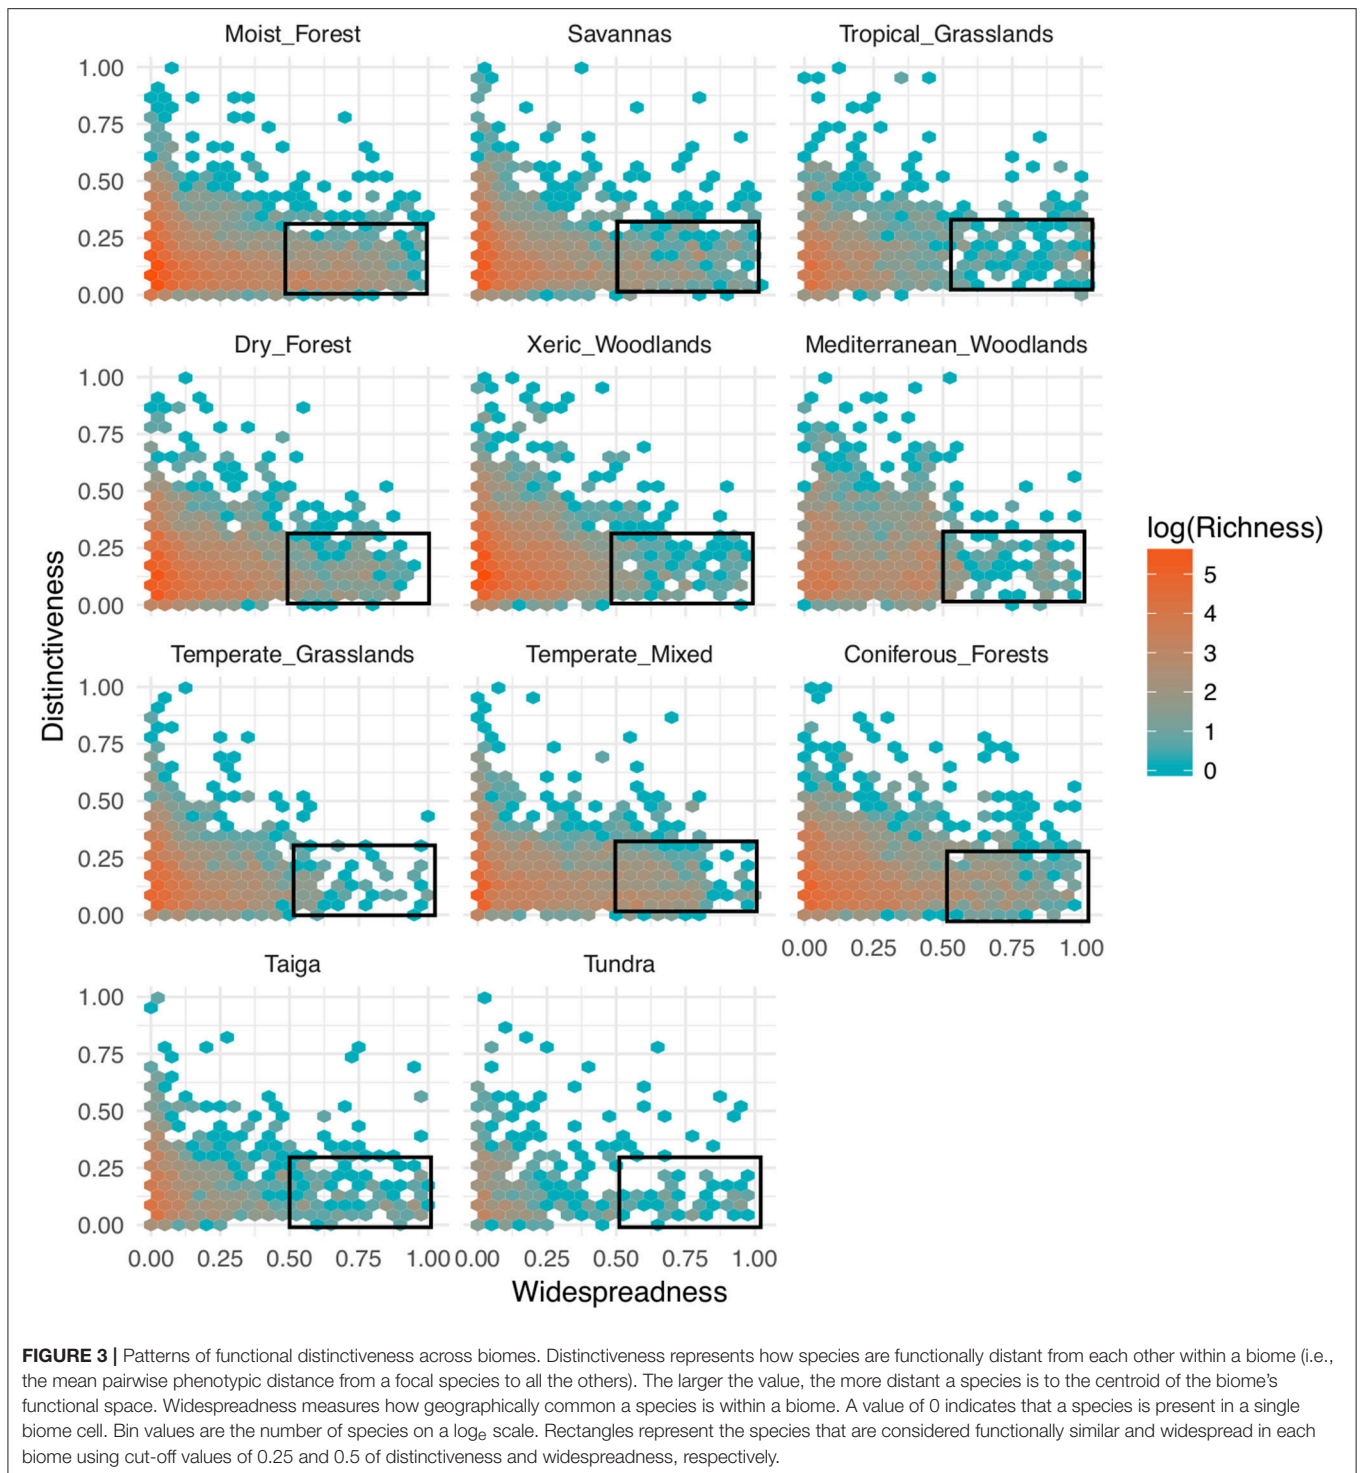 Moist_Forest
Savannas
Tropical_Grasslands
1.00
0.75
0.50
0.25
0.00
Dry_Forest
Xeric_Woodlands
Mediterranean_Woodlands
1.00
0.75
0.50
0.25
0.00
Temperate_Grasslands
Temperate_Mixed
Coniferous_Forests
1.00
0.75
0.50
0.25
0.00
0.00 0.25 0.50 0.75 1.00
Taiga
Tundra
1.00
0.75
0.50
0.25
0.00
0.00 0.25 0.50 0.75 1.00
0.00 0.25 0.50 0.75 1.00
Distinctiveness
Widespreadness
log(Richness)
5
4
3
2
1
0
FIGURE 3 | Patterns of functional distinctiveness across biomes. Distinctiveness represents how species are functionally distant from each other within a biome (i.e.,
the mean pairwise phenotypic distance from a focal species to all the others). The larger the value, the more distant a species is to the centroid of the biome's
functional space. Widespreadness measures how geographically common a species is within a biome. A value of 0 indicates that a species is present in a single
biome cell. Bin values are the number of species on a loge scale. Rectangles represent the species that are considered functionally similar and widespread in each
biome using cut-off values of 0.25 and 0.5 of distinctiveness and widespreadness, respectively.